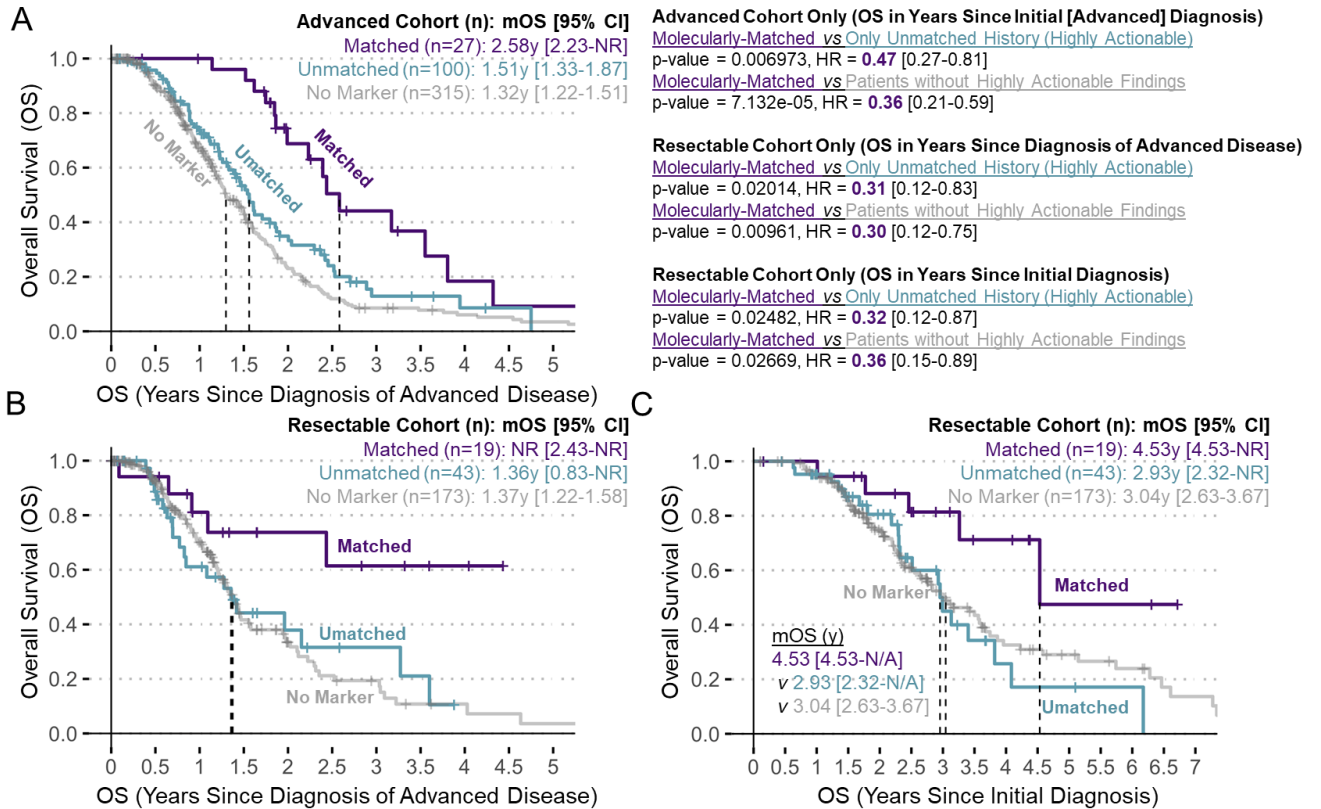 A
Advanced Cohort (n): mOS [95% CI]
Matched (n=27): 2.58y [2.23-NR]
Unmatched (n=100): 1.51y [1.33-1.87]
No Marker (n=315): 1.32y [1.22-1.51]
Overall Survival (OS)
1.0
0.8
0.6
0.4
0.2
0.0
No Marker
Unmatched
Matched
0 0.5 1 1.5 2 2.5 3 3.5 4 4.5 5
OS (Years Since Diagnosis of Advanced Disease)
Advanced Cohort Only (OS in Years Since Initial [Advanced] Diagnosis)
Molecularly-Matched vs Only Unmatched History (Highly Actionable)
p-value = 0.006973, HR = 0.47 [0.27-0.81]
Molecularly-Matched vs Patients without Highly Actionable Findings
p-value = 7.132e-05, HR = 0.36 [0.21-0.59]
Resectable Cohort Only (OS in Years Since Diagnosis of Advanced Disease)
Molecularly-Matched vs Only Unmatched History (Highly Actionable)
p-value = 0.02014, HR = 0.31 [0.12-0.83]
Molecularly-Matched vs Patients without Highly Actionable Findings
p-value = 0.00961, HR = 0.30 [0.12-0.75]
Resectable Cohort Only (OS in Years Since Initial Diagnosis)
Molecularly-Matched vs Only Unmatched History (Highly Actionable)
p-value = 0.02482, HR = 0.32 [0.12-0.87]
Molecularly-Matched vs Patients without Highly Actionable Findings
p-value = 0.02669, HR = 0.36 [0.15-0.89]
B
Resectable Cohort (n): mOS [95% CI]
Matched (n=19): NR [2.43-NR]
Unmatched (n=43): 1.36y [0.83-NR]
No Marker (n=173): 1.37y [1.22-1.58]
Overall Survival (OS)
1.0
0.8
0.6
0.4
0.2
0.0
Matched
Umatched
No Marker
0 0.5 1 1.5 2 2.5 3 3.5 4 4.5 5
OS (Years Since Diagnosis of Advanced Disease)
C
Resectable Cohort (n): mOS [95% CI]
Matched (n=19): 4.53y [4.53-NR]
Unmatched (n=43): 2.93y [2.32-NR]
No Marker (n=173): 3.04y [2.63-3.67]
Overall Survival (OS)
1.0
0.8
0.6
0.4
0.2
0.0
Matched
No Marker
mOS (y)
4.53 [4.53-N/A]
v 2.93 [2.32-N/A]
v 3.04 [2.63-3.67]
Umatched
0 0.5 1 1.5 2 2.5 3 3.5 4 4.5 5 5.5 6 6.5 7
OS (Years Since Initial Diagnosis)